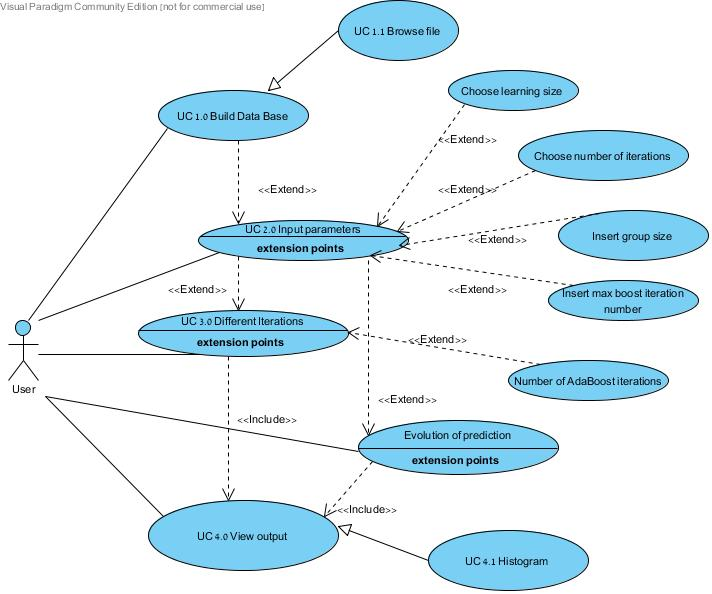 Visual Paradigm Community Edition [not for commercial use]
UC 1.1 Browse file
Choose learning size
UC 1.0 Build Data Base
<<Extend>>
Choose number of iterations
<<Extend>>
<<Extend>>
UC 2.0 Input parameters
extension points
<<Extend>>
Insert group size
<<Extend>>
<<Extend>>
Insert max boost iteration
number
UC 3.0 Different Iterations
extension points
<<Extend>>
User
Number of AdaBoost iterations
<<Extend>>
<<Include>>
Evolution of prediction
extension points
<<Include>>
UC 4.0 View output
UC 4.1 Histogram